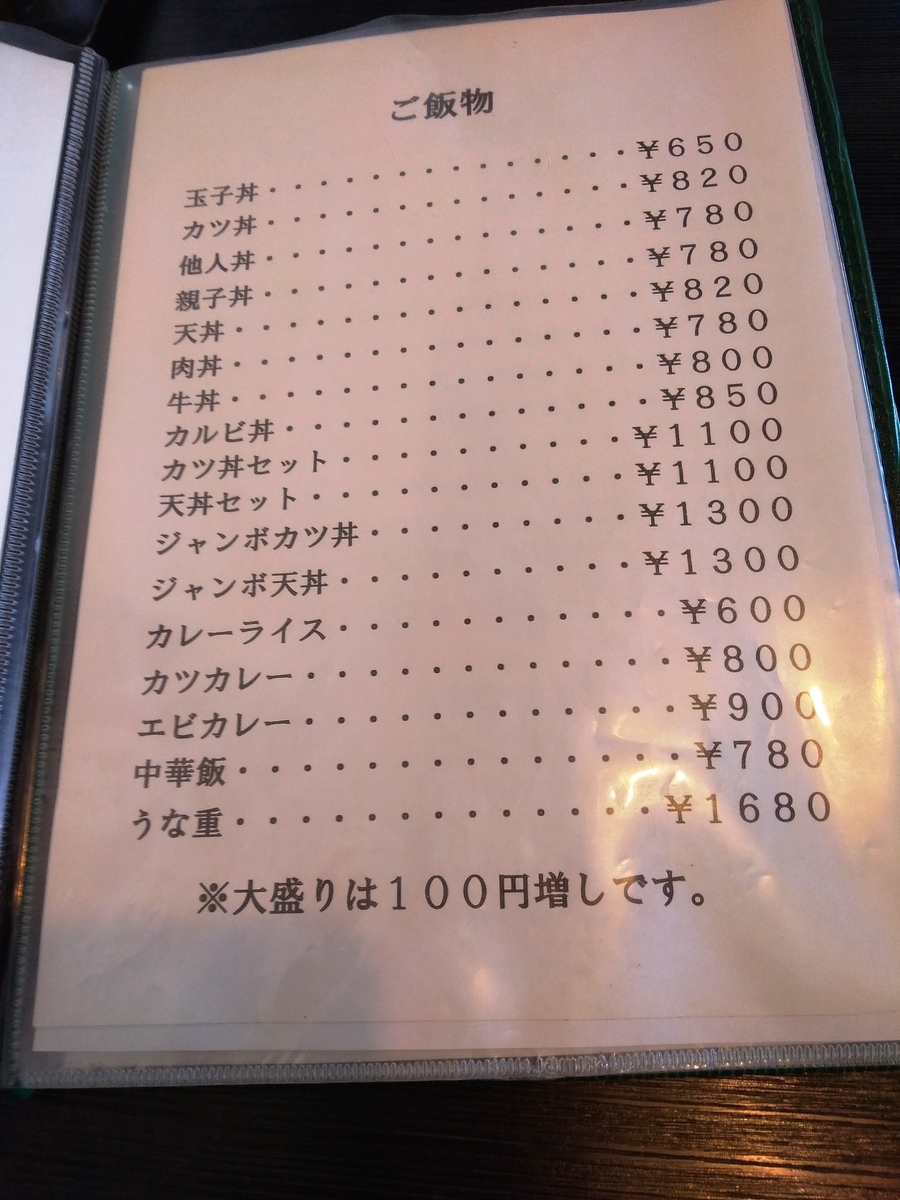 ご飯物
玉子丼・・・・・・・・・・・・・・・¥650
カツ丼・・・・・・・・・・・・・・・¥820
他人丼・・・・・・・・・・・・・・・¥780
親子丼・・・・・・・・・・・・・・・¥780
天丼・・・・・・・・・・・・・・・・¥820
肉丼・・・・・・・・・・・・・・・・¥780
牛丼・・・・・・・・・・・・・・・・¥800
カルビ丼・・・・・・・・・・・・・・¥850
カツ丼セット・・・・・・・・・・・¥1100
天丼セット・・・・・・・・・・・・¥1100
ジャンボカツ丼・・・・・・・・・・¥1300
ジャンボ天丼・・・・・・・・・・・¥1300
カレーライス・・・・・・・・・・・・¥600
カツカレー・・・・・・・・・・・・・¥800
エビカレー・・・・・・・・・・・・・¥900
中華飯・・・・・・・・・・・・・・・¥780
うな重・・・・・・・・・・・・・・¥1680
※大盛りは100円増しです。